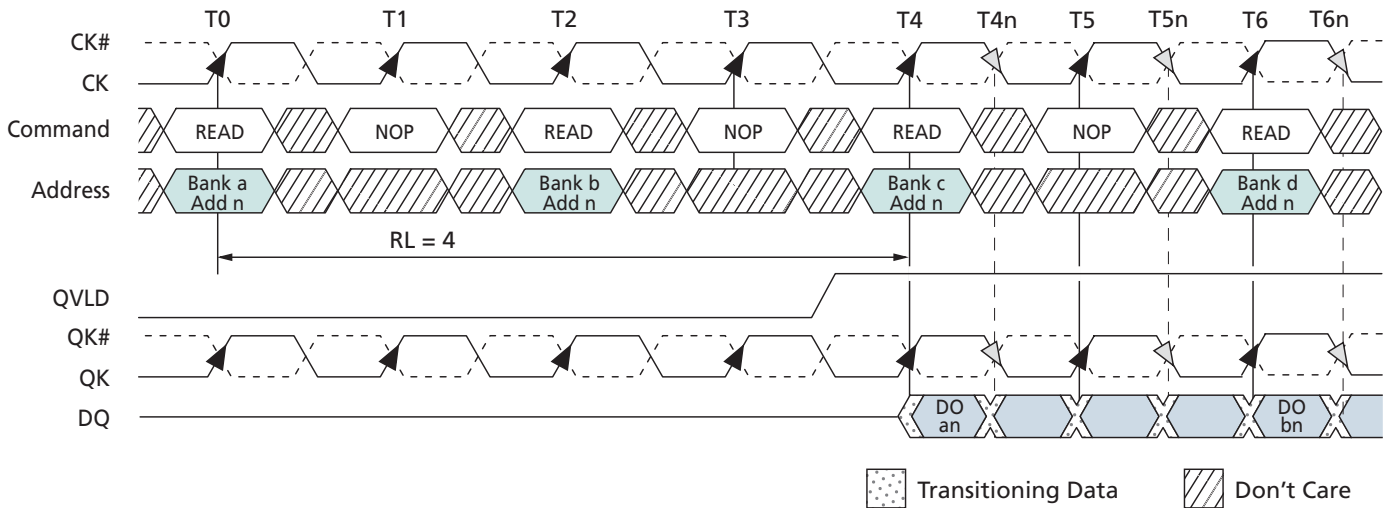 T0 T1 T2 T3 T4 T4n T5 T5n T6 T6n
CK#
CK
Command READ NOP READ NOP READ NOP READ
Address Bank a Add n Bank b Add n Bank c Add n Bank d Add n
RL = 4
QVLD
QK#
QK
DQ DO an DO bn
Transitioning Data Don't Care